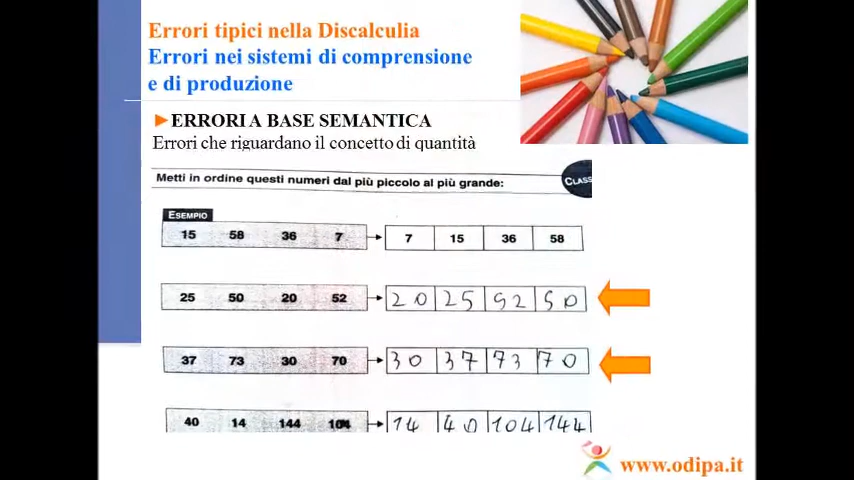 Errori tipici nella Discalculia
Errori nei sistemi di comprensione
e di produzione
►ERRORI A BASE SEMANTICA
Errori che riguardano il concetto di quantità
Metti in ordine questi numeri dal più piccolo al più grande:
CLASS
ESEMPIO
15 58 36 7 7 15 36 58
25 50 20 52 20 25 52 50
37 73 30 70 30 37 73 70
40 14 144 104 14 40 104 144
www.odipa.it